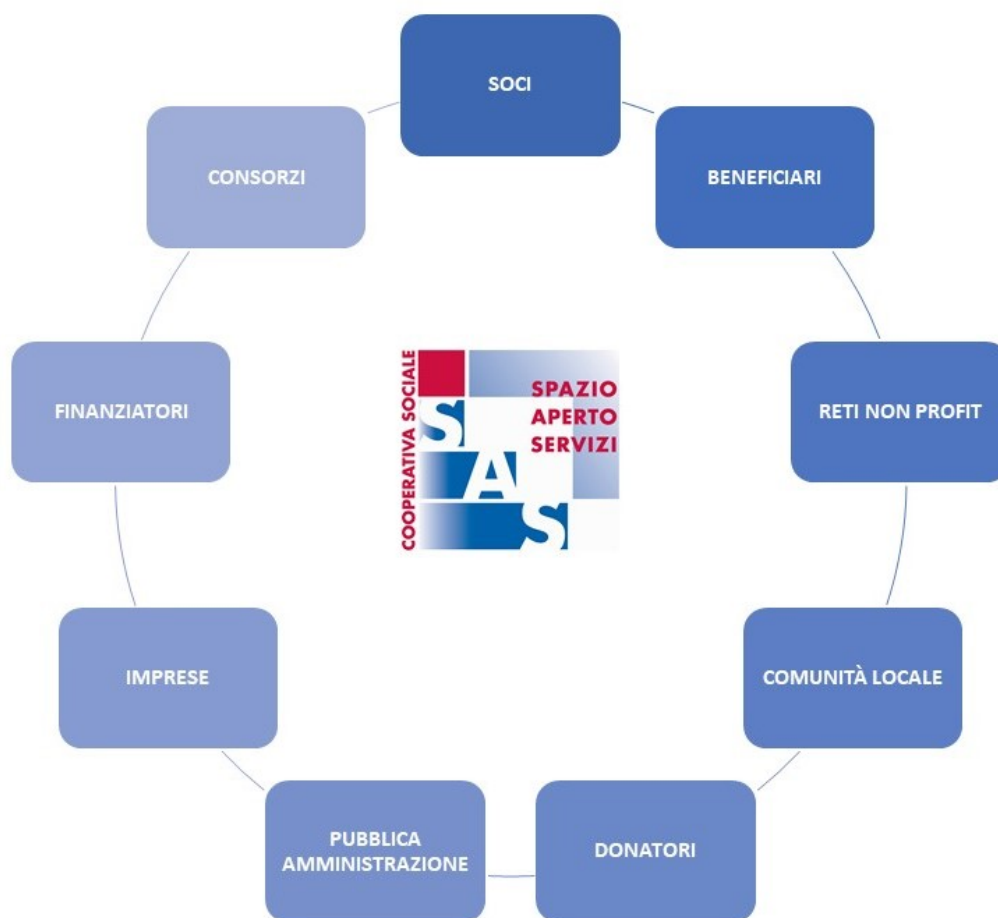 SOCI
BENEFICIARI
RETI NON PROFIT
COMUNITÀ LOCALE
DONATORI
PUBBLICA
AMMINISTRAZIONE
IMPRESE
FINANZIATORI
CONSORZI
COOPERATIVA SOCIALE
SPAZIO
APERTO
SERVIZI
S
A
S